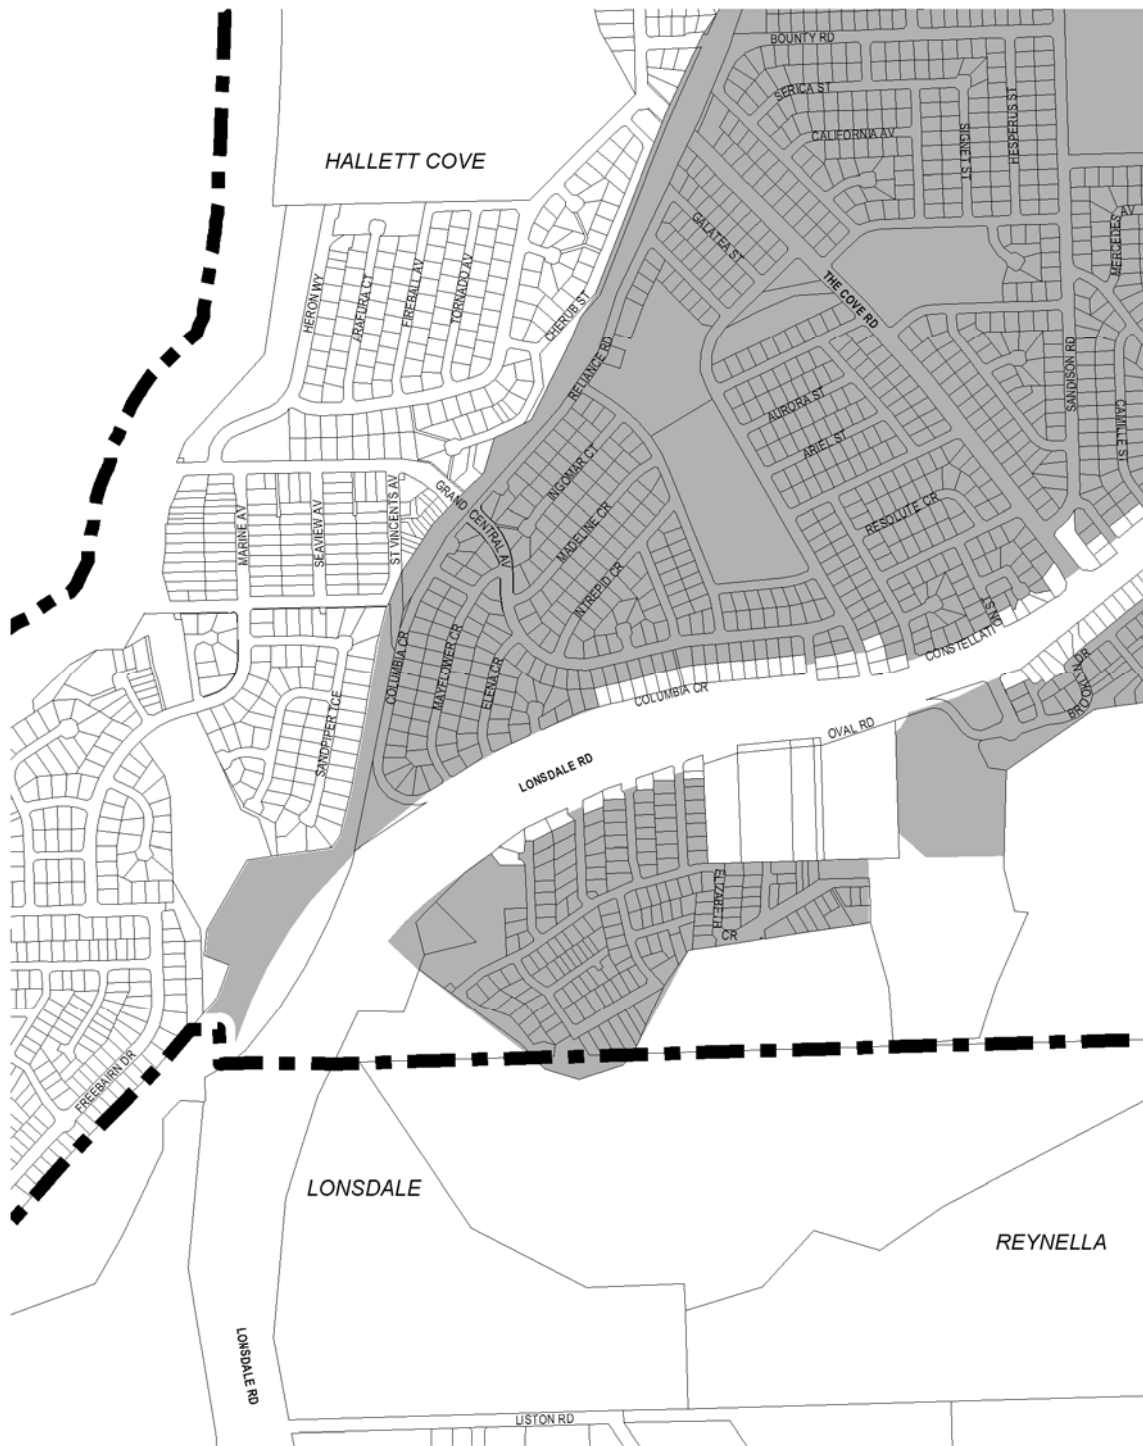 BOUNTY RD
SERICA ST
HESPERUS ST
CALIFORNIA AV
SIGNET ST
HALLETT COVE
GALATEA ST
MERCEDES
AV
HERON WY
ARAFURA CT
FIREBALL AV
TORNADO AV
CHERUB ST
THE COVE RD
RELIANCE RD
SANDISON RD
AURORA ST
CAMILLE ST
ARIEL ST
INGOMAR CT
GRAND CENTRAL AV
RESOLUTE CR
MARINE AV
SEAVIEW AV
ST VINCENTS AV
MADELINE CR
INTREPID CR
CONSTELLATI
ON ST
COLUMBIA CR
MAYFLOWER CR
ELENA CR
COLUMBIA CR
BROOKLYN DR
SANDPIPER TCE
OVAL RD
LONSDALE RD
ELIZABETH
CR
FREEBAIRN DR
LONSDALE
REYNELLA
LONSDALE RD
LISTON RD